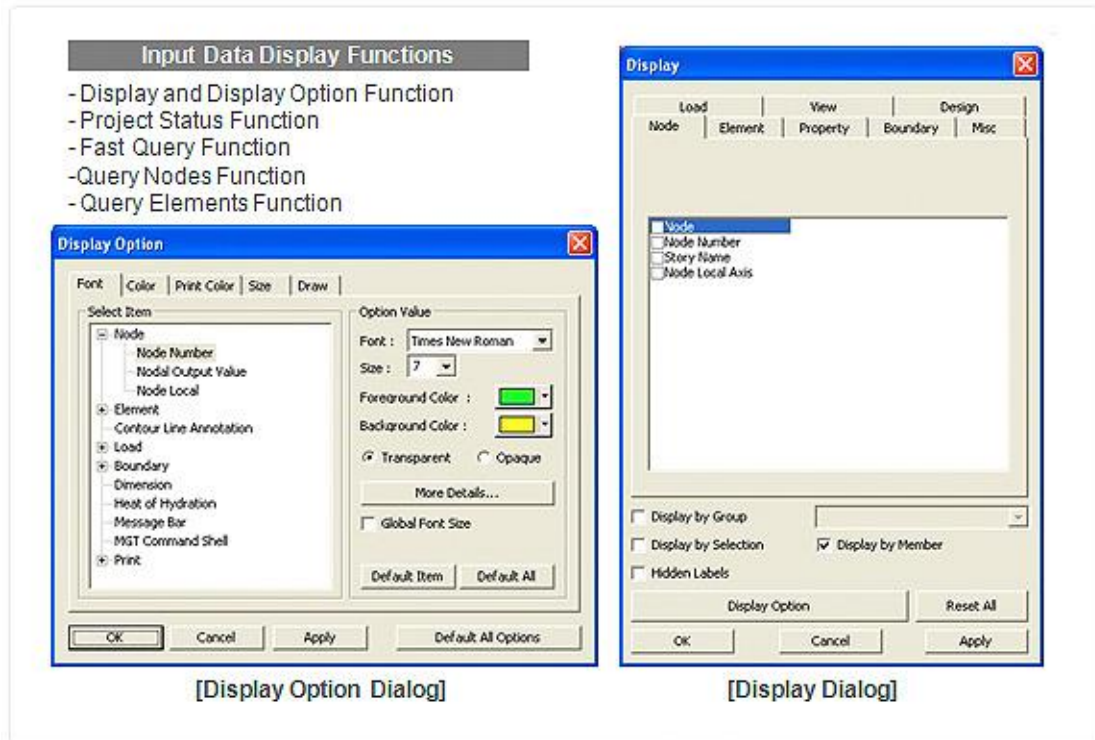 Input Data Display Functions
- Display and Display Option Function
- Project Status Function
- Fast Query Function
-Query Nodes Function
- Query Elements Function
Display Option
Font Color Print Color Size Draw
Select Item
Node
Node Number
Nodal Output Value
Node Local
Element
Contour Line Annotation
Load
Boundary
Dimension
Heat of Hydration
Message Bar
MGT Command Shell
Print
Option Value
Font : Times New Roman
Size : 7
Foreground Color :
Background Color :
Transparent Opaque
More Details...
Global Font Size
Default Item Default All
OK Cancel Apply Default All Options
[Display Option Dialog]
Display
Load View Design
Node Element Property Boundary Misc
Node
Node Number
Story Name
Node Local Axis
Display by Group
Display by Selection Display by Member
Hidden Labels
Display Option Reset All
OK Cancel Apply
[Display Dialog]